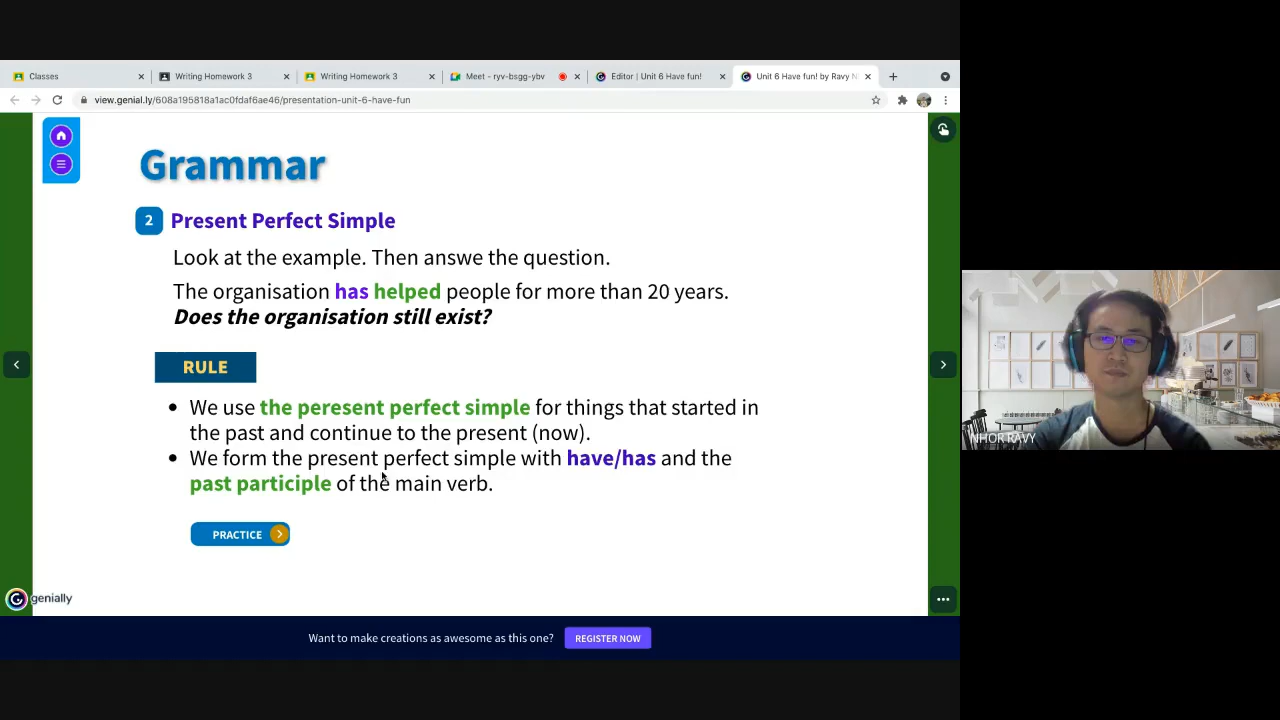 Classes
Writing Homework 3
Writing Homework 3
Meet - ryv-bsgg-ybv
Editor | Unit 6 Have fun!
Unit 6 Have fun! by Ravy N
view.genial.ly/608a195818a1ac0fdaf6ae46/presentation-unit-6-have-fun
Grammar
2 Present Perfect Simple
Look at the example. Then answe the question.
The organisation has helped people for more than 20 years.
Does the organisation still exist?
RULE
• We use the peresent perfect simple for things that started in
the past and continue to the present (now).
• We form the present perfect simple with have/has and the
past participle of the main verb.
PRACTICE
genially
Want to make creations as awesome as this one? REGISTER NOW
NHOR RAVY